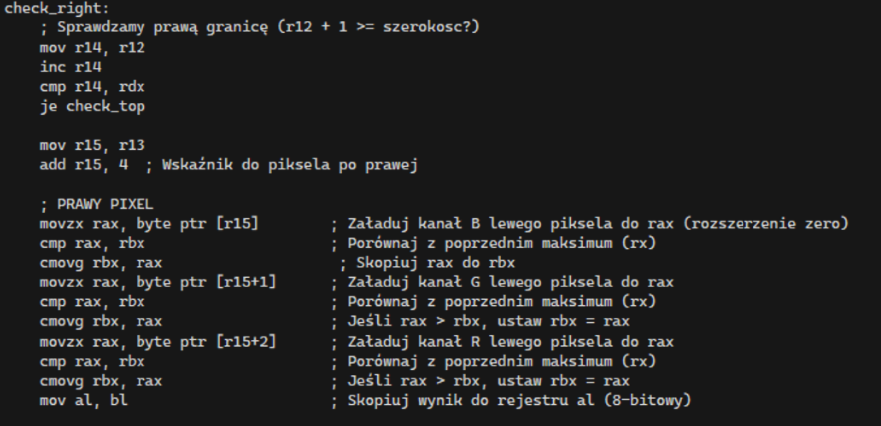 check_right:
; Sprawdzamy prawą granicę (r12 + 1 >= szerokosc?)
mov r14, r12
inc r14
cmp r14, rdx
je check_top
mov r15, r13
add r15, 4 ; Wskaźnik do piksela po prawej
; PRAWY PIXEL
movzx rax, byte ptr [r15] ; Załaduj kanał B lewego piksela do rax (rozszerzenie zero)
cmp rax, rbx ; Porównaj z poprzednim maksimum (rx)
cmovg rbx, rax ; Skopiuj rax do rbx
movzx rax, byte ptr [r15+1] ; Załaduj kanał G lewego piksela do rax
cmp rax, rbx ; Porównaj z poprzednim maksimum (rx)
cmovg rbx, rax ; Jeśli rax > rbx, ustaw rbx = rax
movzx rax, byte ptr [r15+2] ; Załaduj kanał R lewego piksela do rax
cmp rax, rbx ; Porównaj z poprzednim maksimum (rx)
cmovg rbx, rax ; Jeśli rax > rbx, ustaw rbx = rax
mov al, bl ; Skopiuj wynik do rejestru al (8-bitowy)